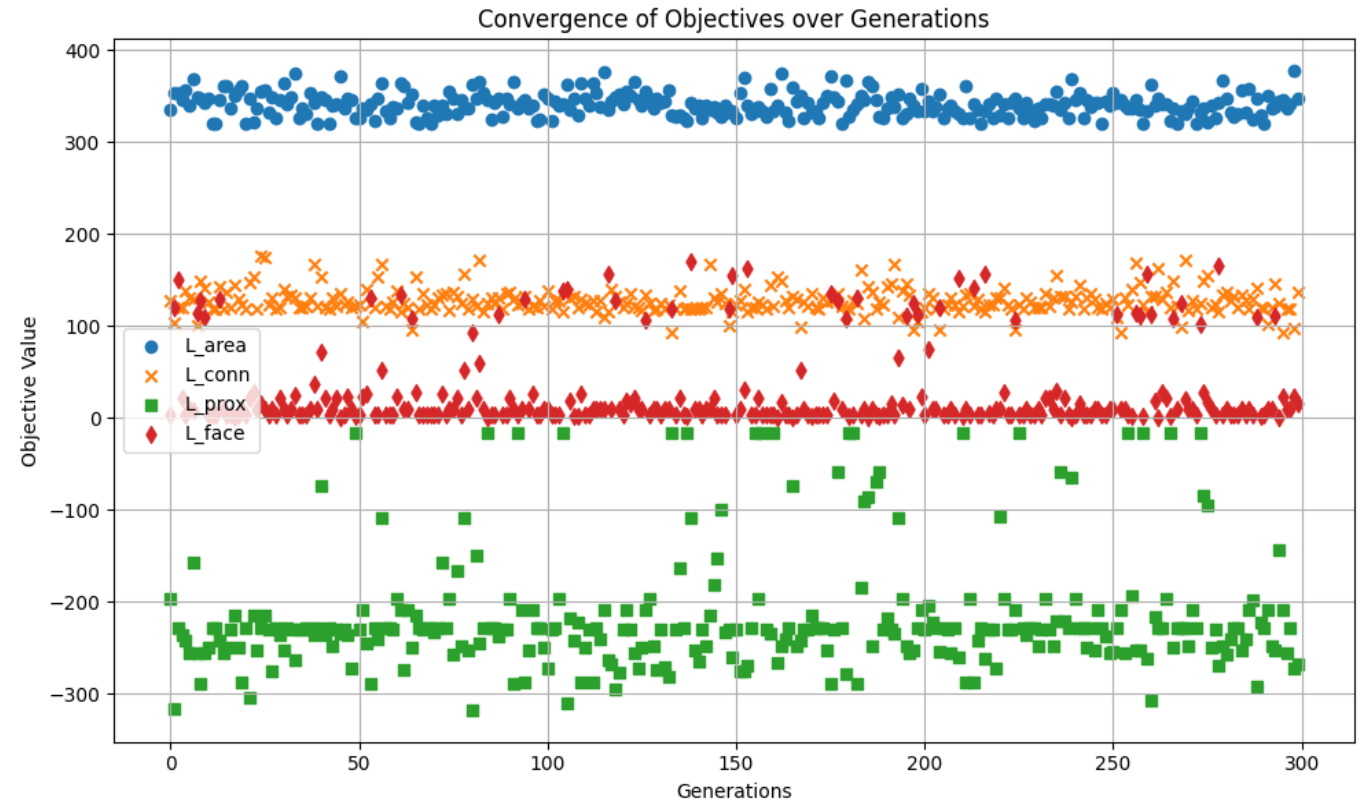 Convergence of Objectives over Generations
400
300
200
100
0
−100
−200
−300
Objective Value
L_area
L_conn
L_prox
L_face
0 50 100 150 200 250 300
Generations